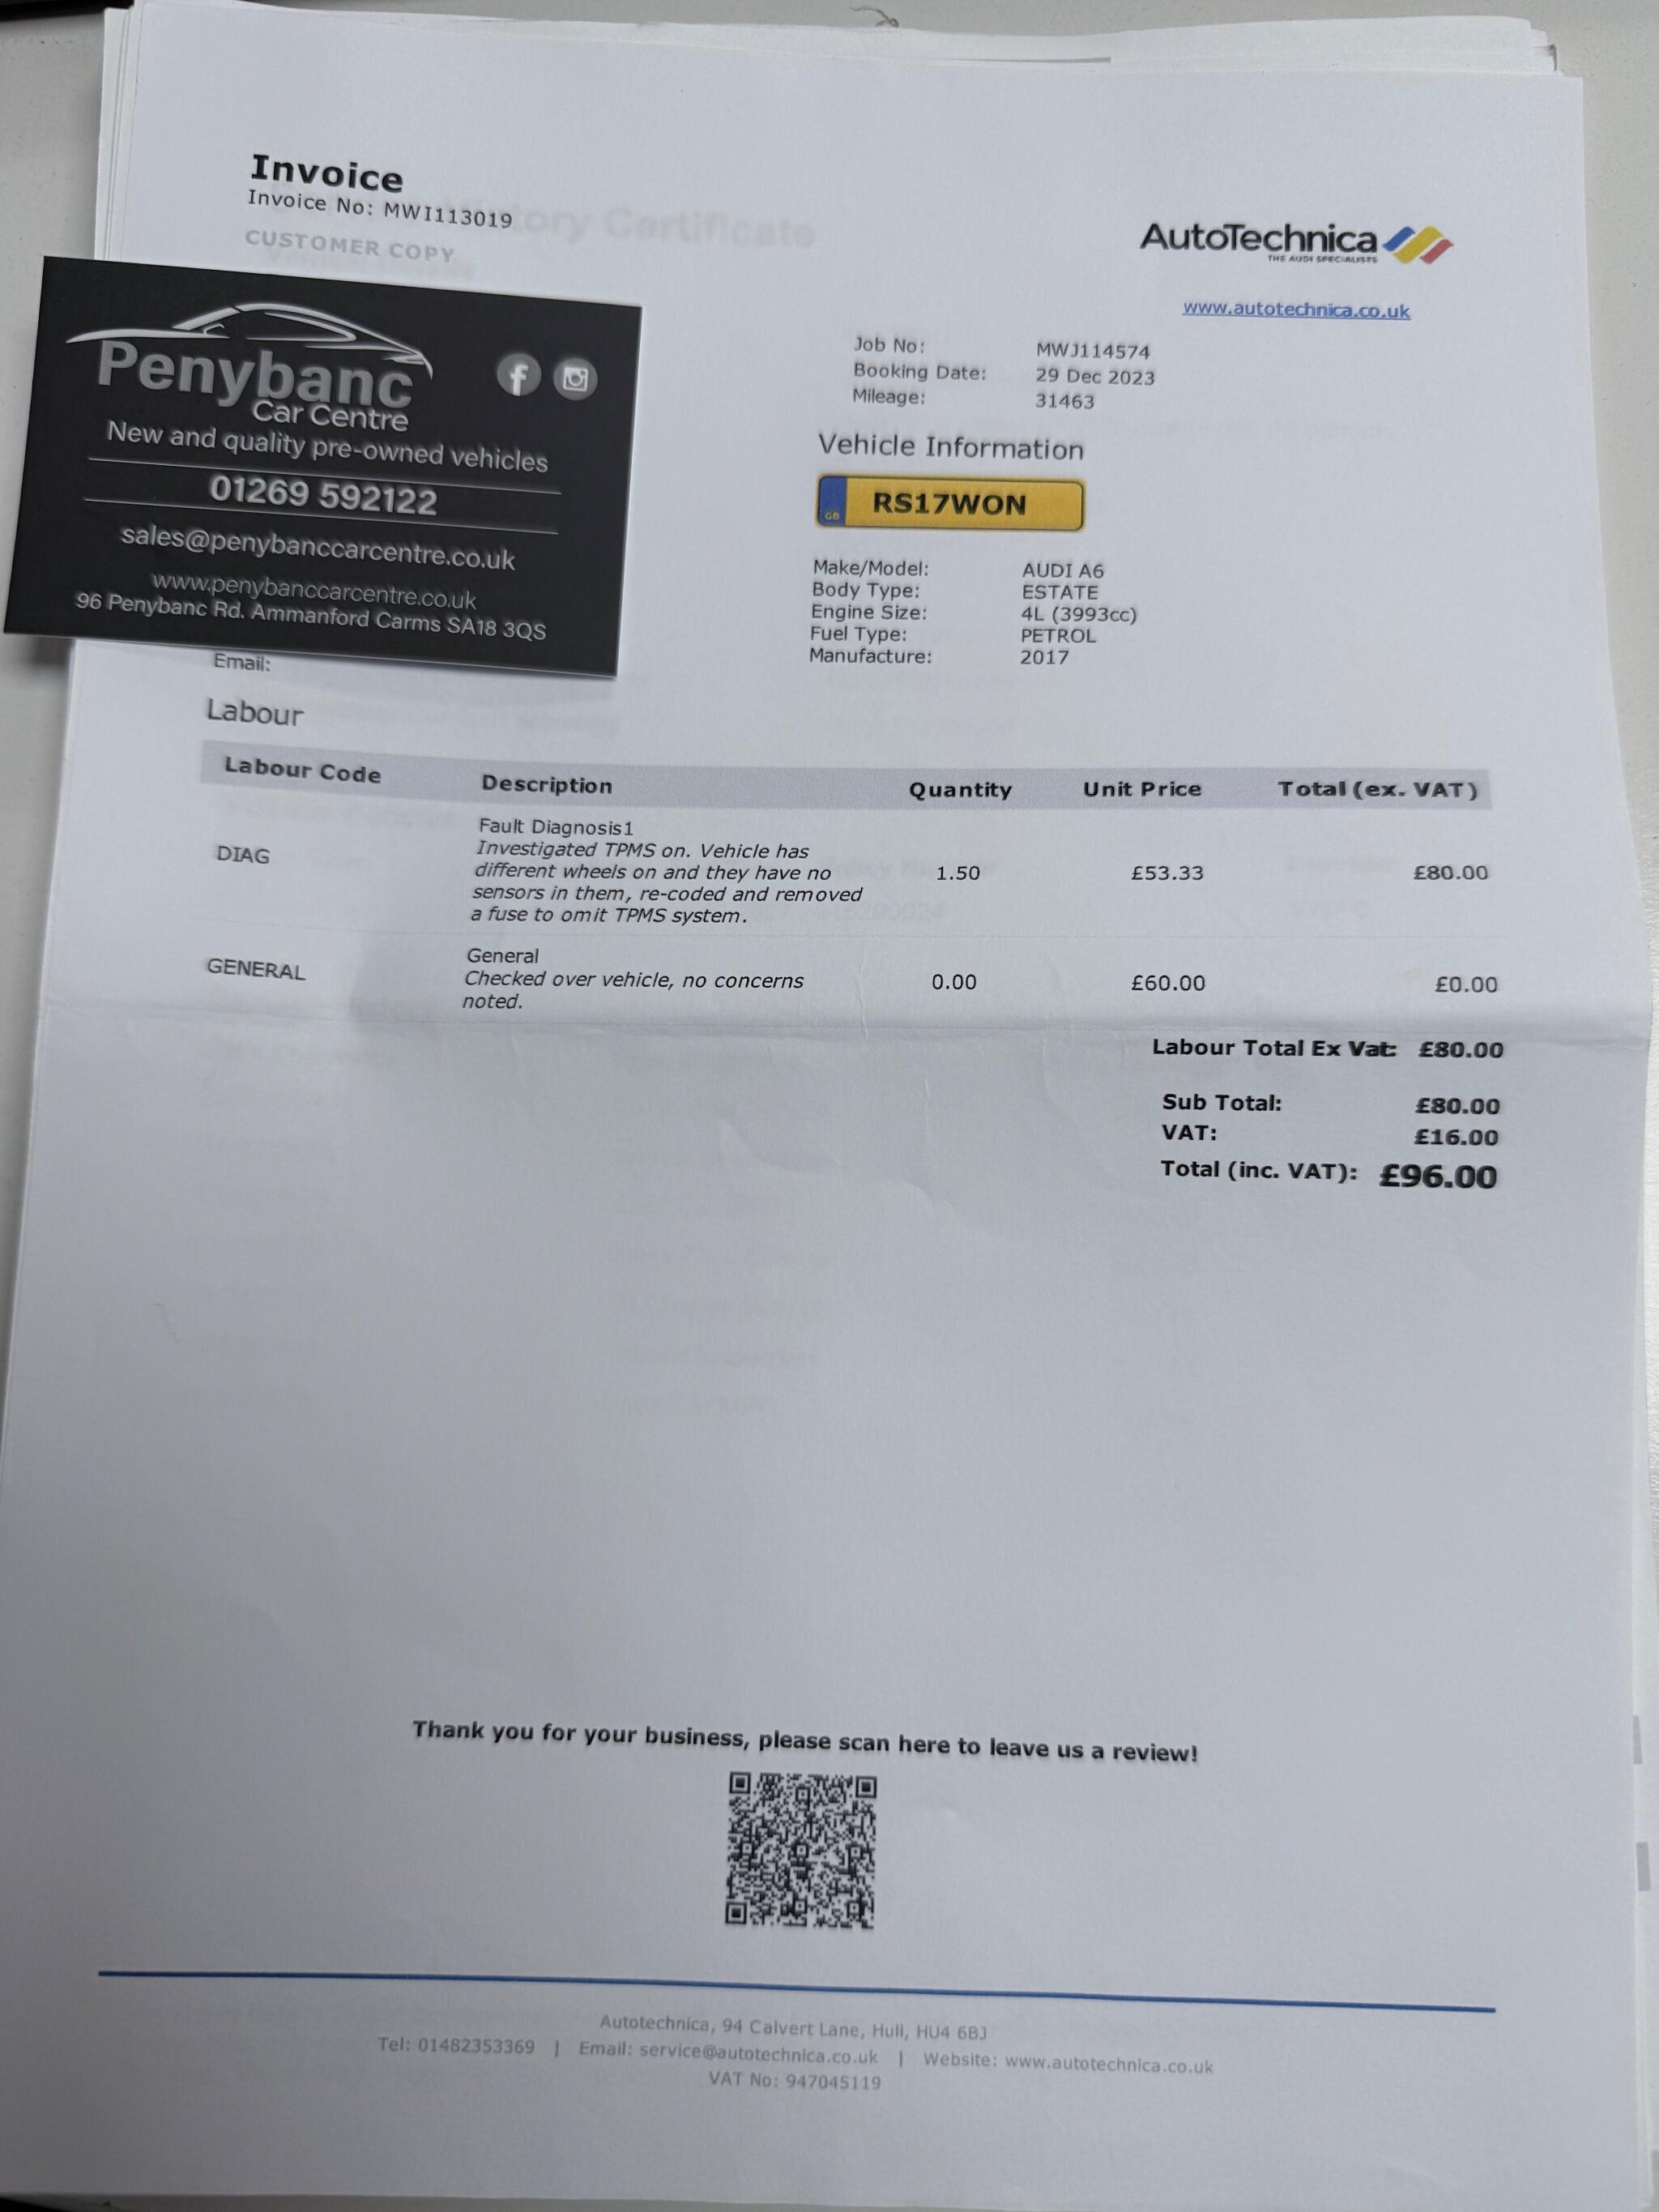 Invoice
Invoice No: MWI113019
CUSTOMER COPY
History Certificate
AutoTechnica
THE AUDI SPECIALISTS
www.autotechnica.co.uk
Penybanc
Car Centre
New and quality pre-owned vehicles
01269 592122
sales@penybanccarcentre.co.uk
www.penybanccarcentre.co.uk
96 Penybanc Rd. Ammanford Carms SA18 3QS
Job No: MWJ114574
Booking Date: 29 Dec 2023
Mileage: 31463
Vehicle Information
GB RS17WON
Make/Model: AUDI A6
Body Type: ESTATE
Engine Size: 4L (3993cc)
Fuel Type: PETROL
Manufacture: 2017
Email:
Labour
Labour Code Description Quantity Unit Price Total (ex. VAT)
Fault Diagnosis1
DIAG Investigated TPMS on. Vehicle has 1.50 £53.33 £80.00
different wheels on and they have no
sensors in them, re-coded and removed
a fuse to omit TPMS system.
General
GENERAL Checked over vehicle, no concerns 0.00 £60.00 £0.00
noted.
Labour Total Ex Vat: £80.00
Sub Total: £80.00
VAT: £16.00
Total (inc. VAT): £96.00
Thank you for your business, please scan here to leave us a review!
Autotechnica, 94 Calvert Lane, Hull, HU4 6BJ
Tel: 01482353369 | Email: service@autotechnica.co.uk | Website: www.autotechnica.co.uk
VAT No: 947045119